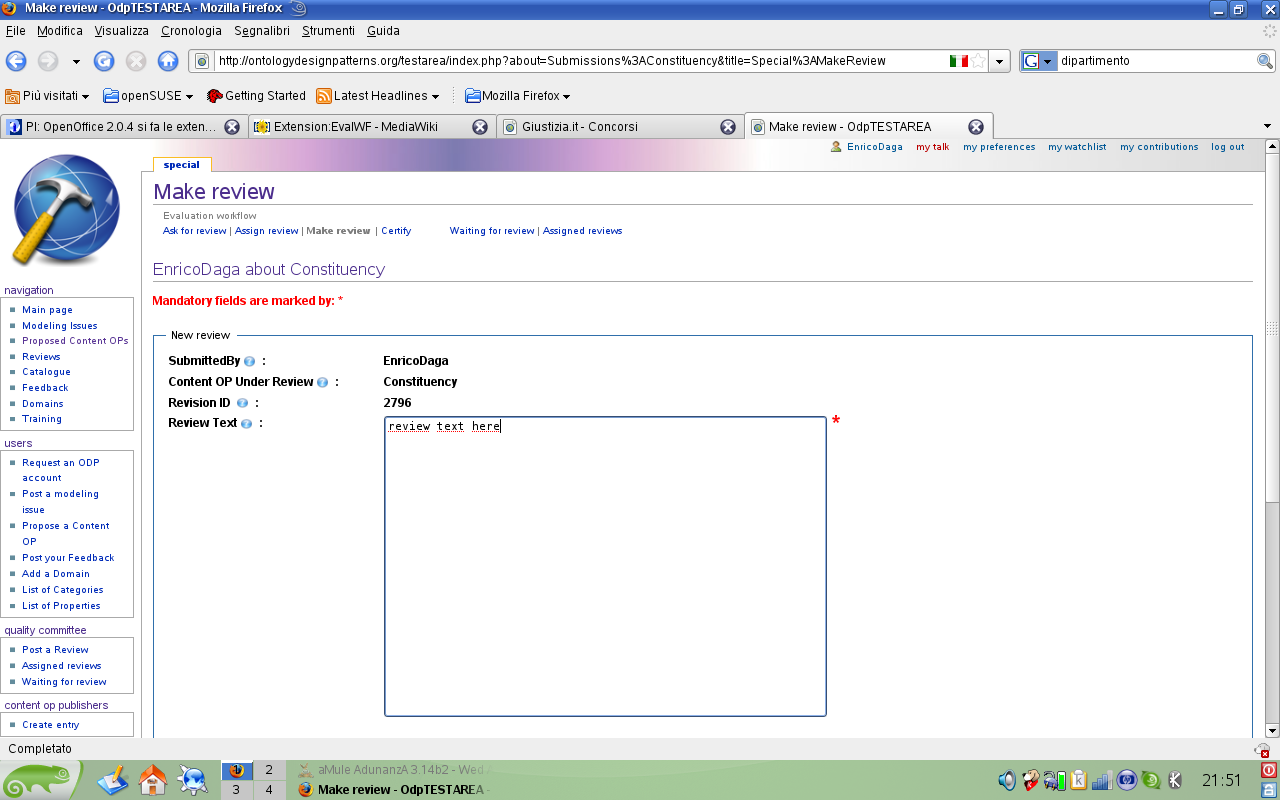 Make review - OdpTESTAREA - Mozilla Firefox
File Modifica Visualizza Cronologia Segnalibri Strumenti Guida
http://ontologydesignpatterns.org/testarea/index.php?about=Submissions%3AConstituency&title=Special%3AMakeReview
G dipartimento
Più visitati openSUSE Getting Started Latest Headlines Mozilla Firefox
PI: OpenOffice 2.0.4 si fa le exten... Extension:EvalWF - MediaWiki Giustizia.it - Concorsi Make review - OdpTESTAREA
EnricoDaga my talk my preferences my watchlist my contributions log out
special
Make review
Evaluation workflow
Ask for review | Assign review | Make review | Certify Waiting for review | Assigned reviews
EnricoDaga about Constituency
Mandatory fields are marked by: *
New review
SubmittedBy : EnricoDaga
Content OP Under Review : Constituency
Revision ID : 2796
Review Text : *
review text here
navigation
Main page
Modeling Issues
Proposed Content OPs
Reviews
Catalogue
Feedback
Domains
Training
users
Request an ODP
account
Post a modeling
issue
Propose a Content
OP
Post your Feedback
Add a Domain
List of Categories
List of Properties
quality committee
Post a Review
Assigned reviews
Waiting for review
content op publishers
Create entry
Completato
1 2
3 4
aMule AdunanzA 3.14b2 - Wed A
Make review - OdpTESTAREA -
21:51